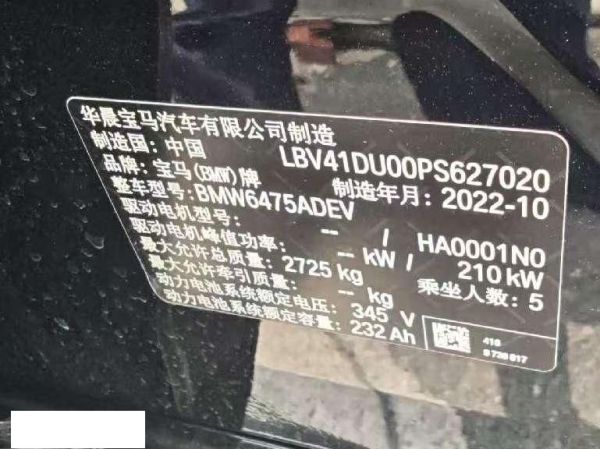 华晨宝马汽车有限公司制造
制造国：中国 LBV41DU00PS627020
品牌：宝马(BMW)牌 制造年月：2022-10
整车型号：BMW6475ADEV
驱动电机型号： -- / HA0001N0
驱动电机峰值功率： -- kW / 210 kW
最大允许总质量：2725 kg 乘坐人数：5
最大允许牵引质量： -- kg
动力电池系统额定电压：345 V
动力电池系统额定容量：232 Ah
416
9 728 617